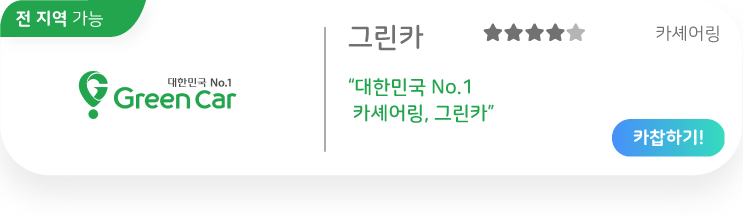 전 지역 가능
그린카
카셰어링
대한민국 No.1
Green Car
“대한민국 No.1
카셰어링, 그린카”
카찹하기!